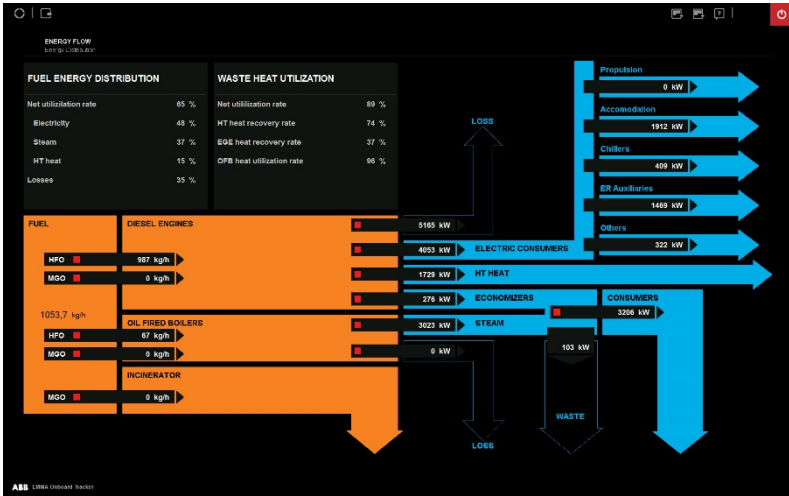 ENERGY FLOW
Energy Distribution
FUEL ENERGY DISTRIBUTION
Net utilizilation rate 65 %
Electricity 48 %
Steam 37 %
HT heat 15 %
Losses 35 %
WASTE HEAT UTILIZATION
Net utilization rate 89 %
HT heat recovery rate 74 %
EGE heat recovery rate 37 %
OFB heat utilization rate 96 %
LOSS
Propulsion
0 kW
Accomodation
1912 kW
Chillers
409 kW
ER Auxiliaries
1469 kW
Others
322 kW
FUEL
HFO 987 kg/h
MGO 0 kg/h
1053,7 kg/h
HFO 67 kg/h
MGO 0 kg/h
MGO 0 kg/h
DIESEL ENGINES
OIL FIRED BOILERS
INCINERATOR
5165 kW
4053 kW ELECTRIC CONSUMERS
1729 kW HT HEAT
276 kW ECONOMIZERS
3023 kW STEAM
0 kW
CONSUMERS
3206 kW
103 kW
WASTE
LOSS
ABB EMMA Onboard Tracker